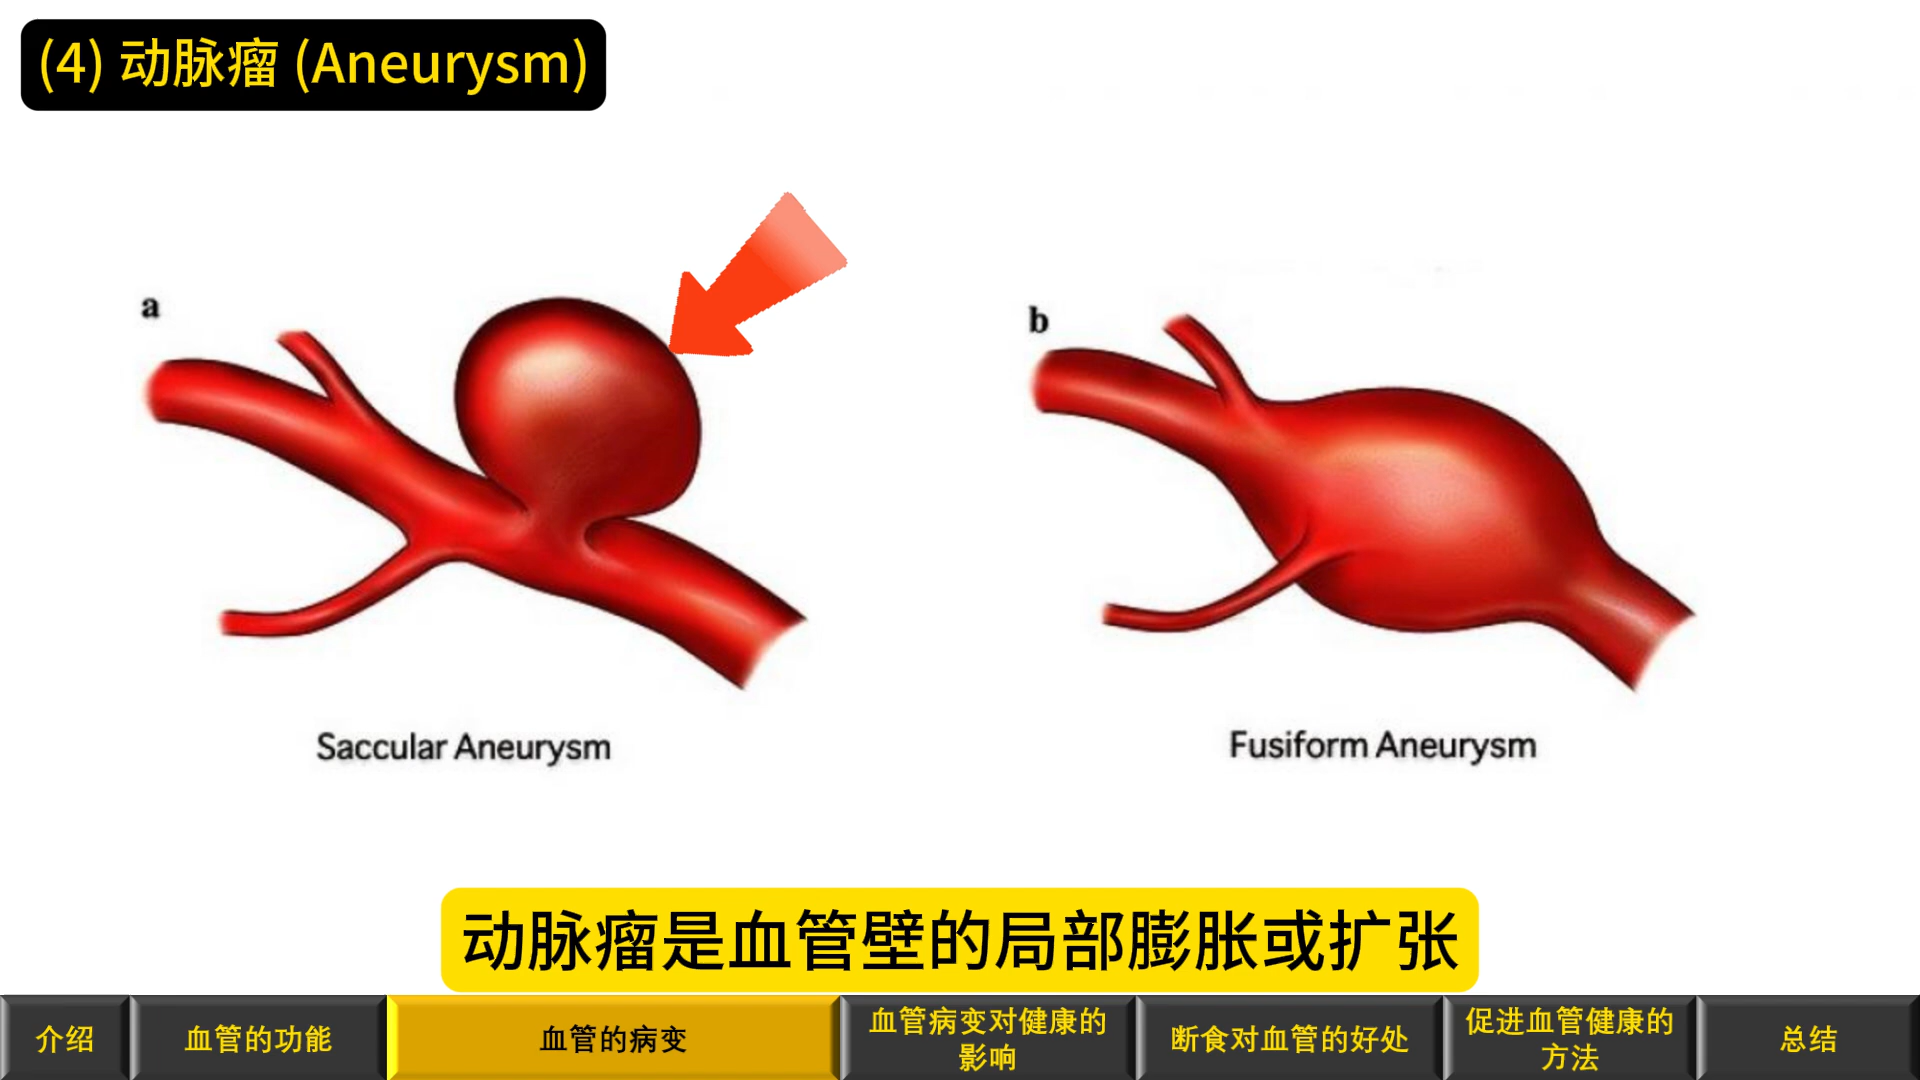 (4) 动脉瘤 (Aneurysm)
a
b
Saccular Aneurysm
Fusiform Aneurysm
动脉瘤是血管壁的局部膨胀或扩张
介绍
血管的功能
血管的病变
血管病变对健康的
影响
断食对血管的好处
促进血管健康的
方法
总结